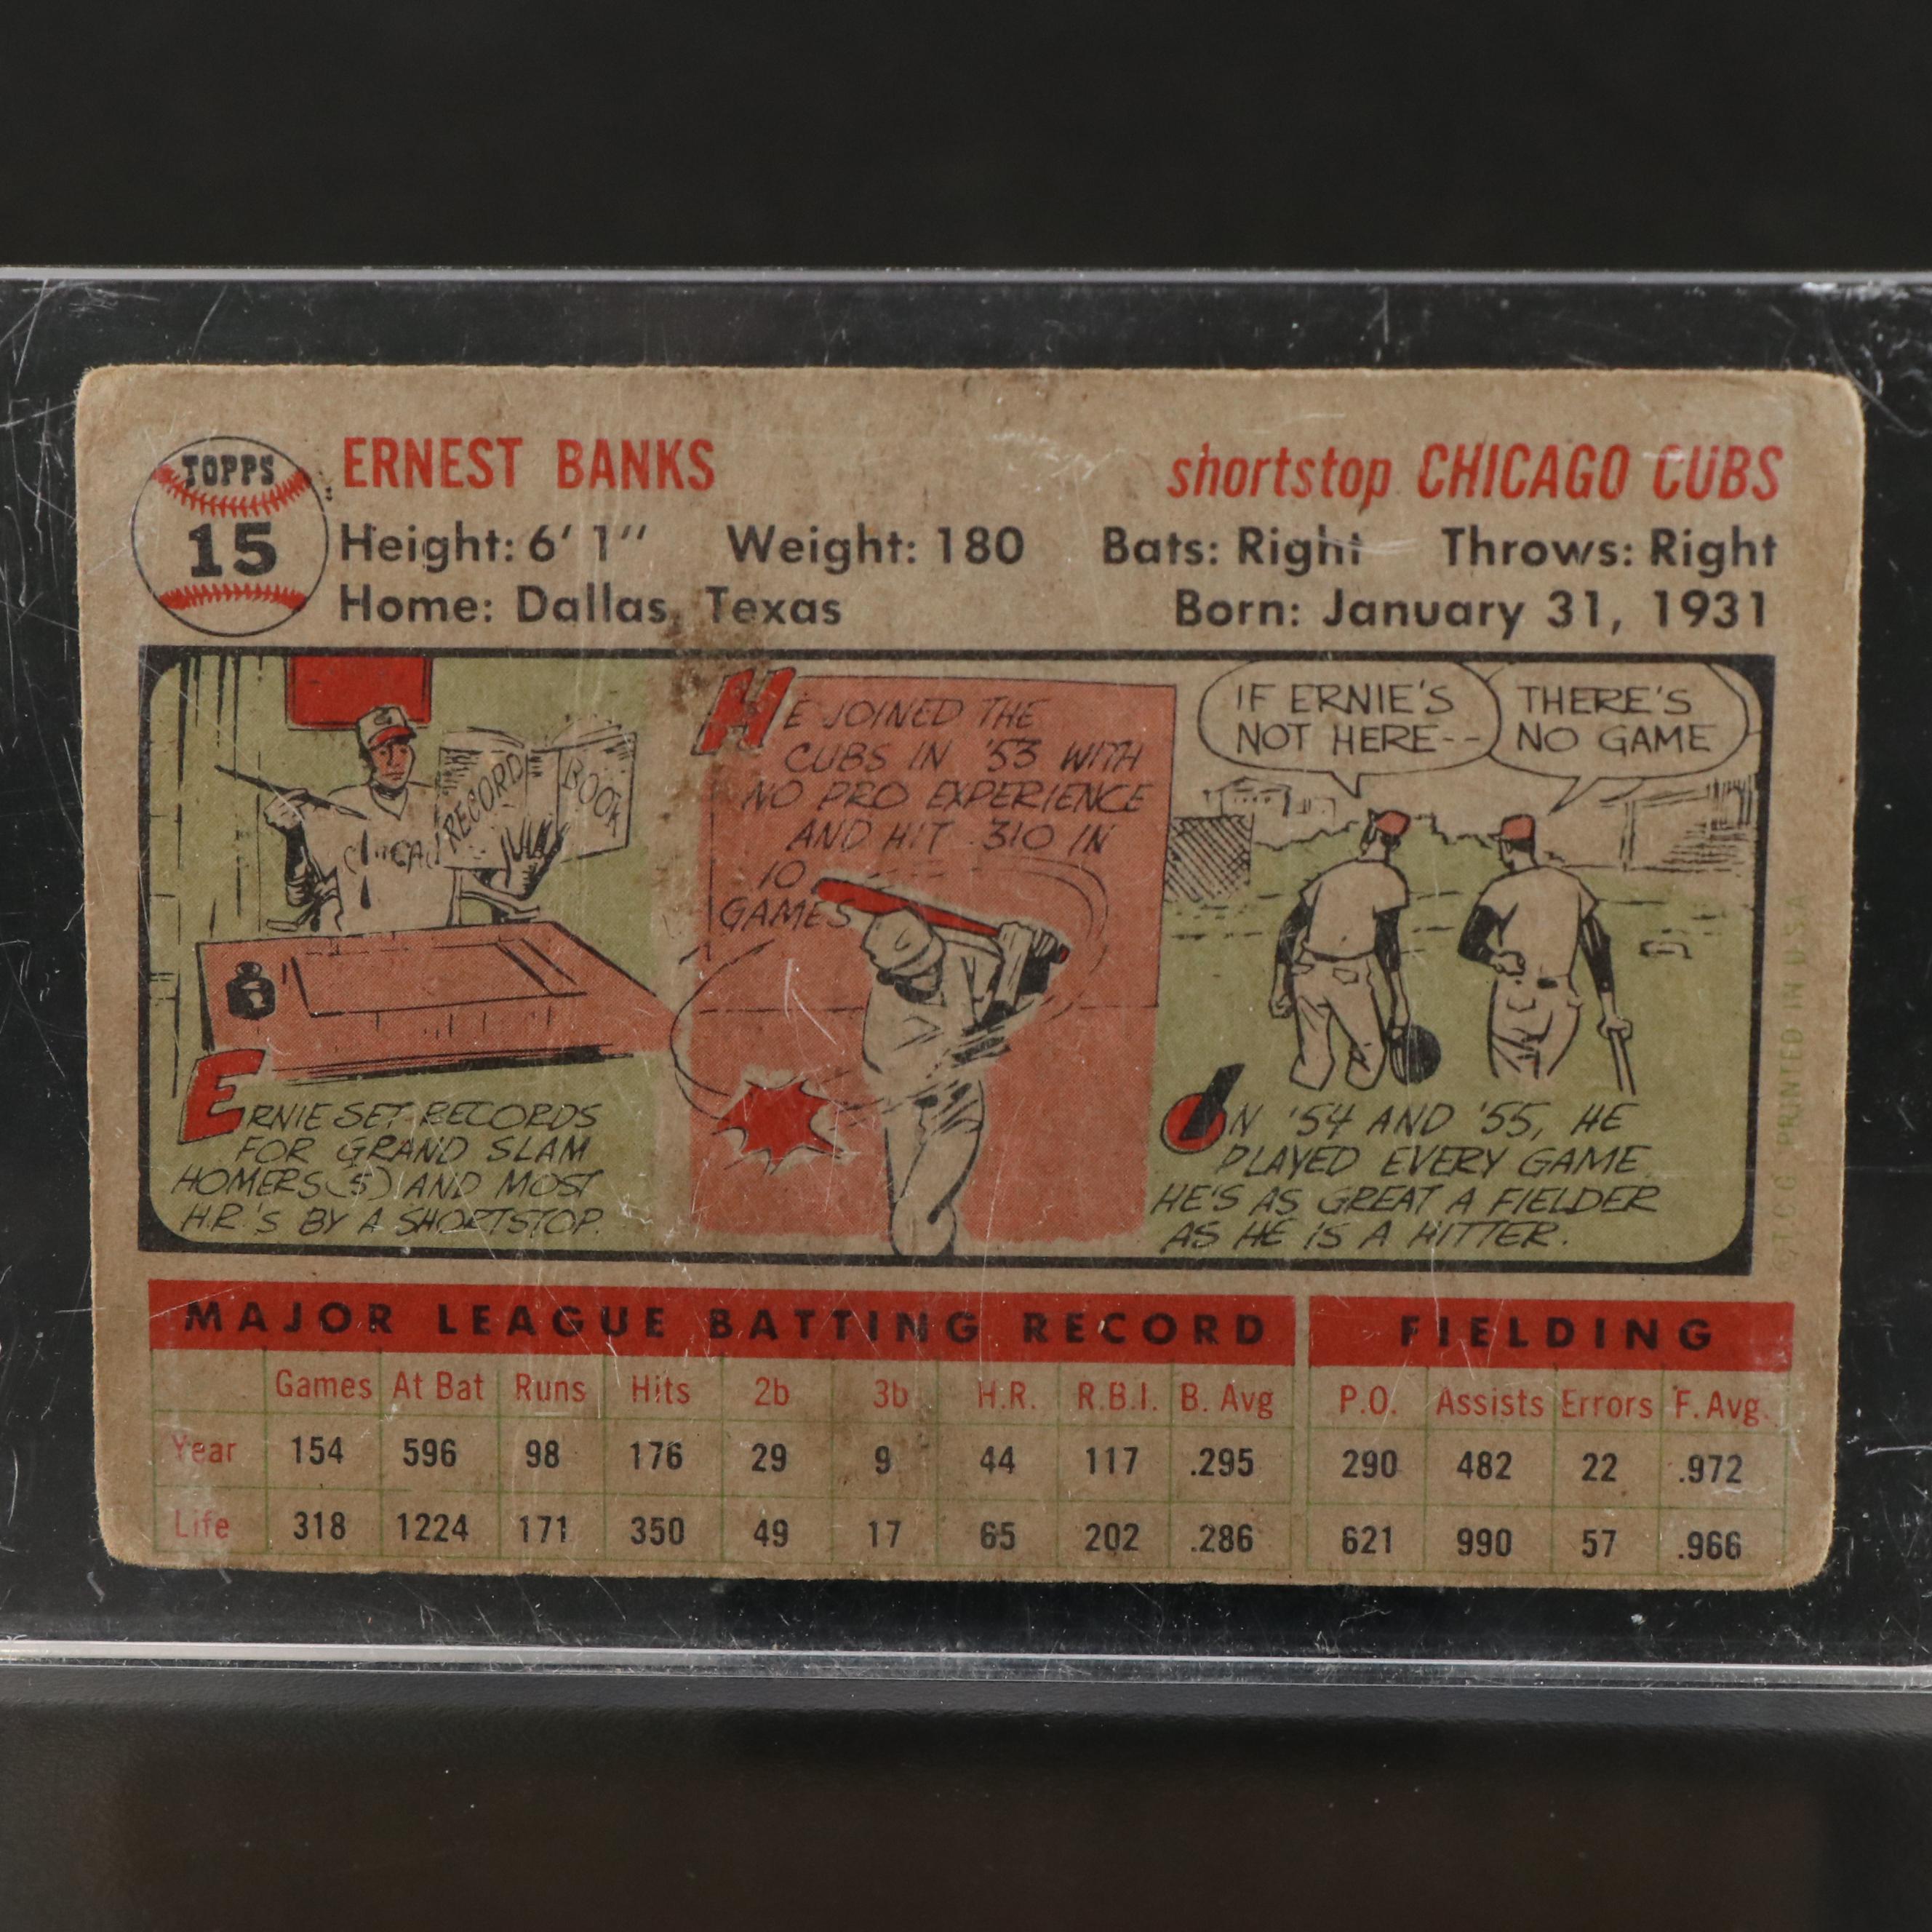 TOPPS
15
ERNEST BANKS
shortstop CHICAGO CUBS
Height: 6' 1" Weight: 180 Bats: Right Throws: Right
Home: Dallas, Texas Born: January 31, 1931
RECORD BOOK
CHICAG
ERNIE SET RECORDS
FOR GRAND SLAM
HOMERS (5) AND MOST
H.R.'S BY A SHORTSTOP.
HE JOINED THE
CUBS IN '53 WITH
NO PRO EXPERIENCE
AND HIT .310 IN
10
GAMES
IF ERNIE'S
NOT HERE--
THERE'S
NO GAME
IN '54 AND '55, HE
PLAYED EVERY GAME.
HE'S AS GREAT A FIELDER
AS HE IS A HITTER.
© T.C.G. PRINTED IN U.S.A.
MAJOR LEAGUE BATTING RECORD FIELDING
Games At Bat Runs Hits 2b 3b H.R. R.B.I. B. Avg P.O. Assists Errors F. Avg.
Year 154 596 98 176 29 9 44 117 .295 290 482 22 .972
Life 318 1224 171 350 49 17 65 202 .286 621 990 57 .966